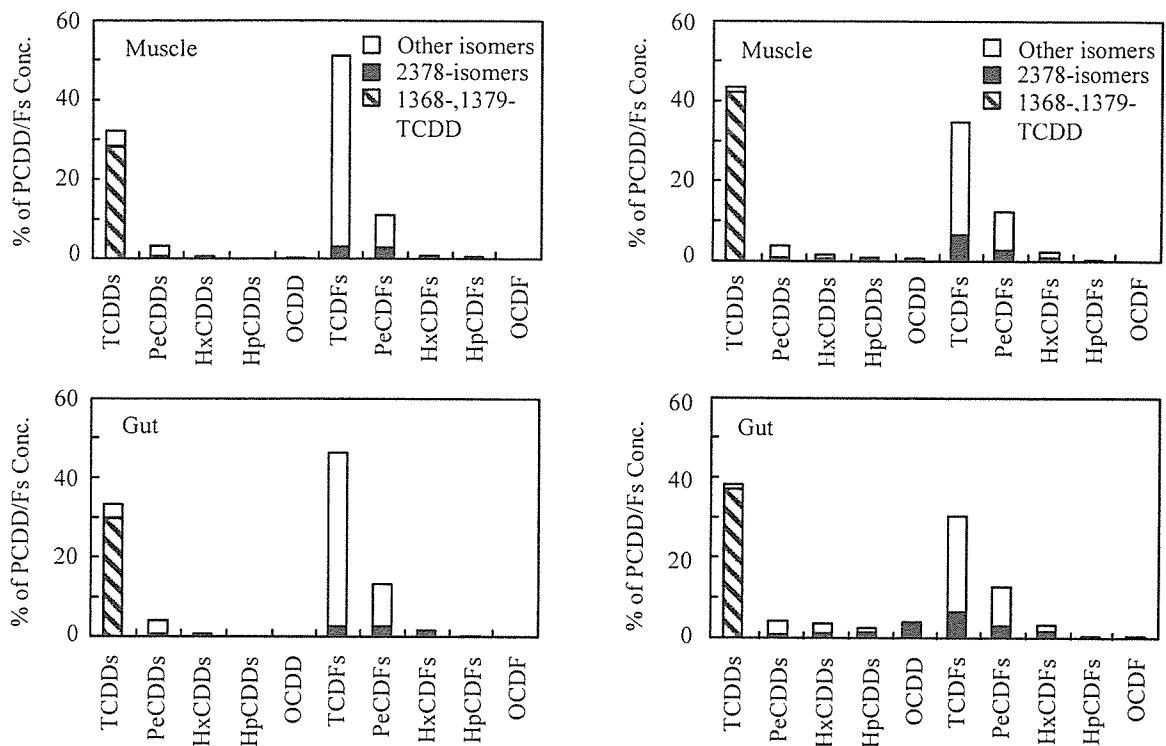 % of PCDD/Fs Conc.
60
40
20
0
Muscle
Other isomers
2378-isomers
1368-,1379-
TCDD
TCDDs
PeCDDs
HxCDDs
HpCDDs
OCDD
TCDFs
PeCDFs
HxCDFs
HpCDFs
OCDF
% of PCDD/Fs Conc.
60
40
20
0
Muscle
Other isomers
2378-isomers
1368-,1379-
TCDD
TCDDs
PeCDDs
HxCDDs
HpCDDs
OCDD
TCDFs
PeCDFs
HxCDFs
HpCDFs
OCDF
% of PCDD/Fs Conc.
60
40
20
0
Gut
TCDDs
PeCDDs
HxCDDs
HpCDDs
OCDD
TCDFs
PeCDFs
HxCDFs
HpCDFs
OCDF
% of PCDD/Fs Conc.
60
40
20
0
Gut
TCDDs
PeCDDs
HxCDDs
HpCDDs
OCDD
TCDFs
PeCDFs
HxCDFs
HpCDFs
OCDF